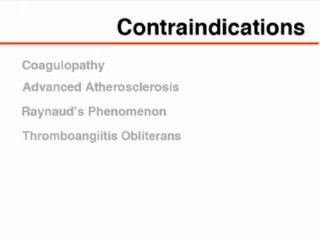 Contraindications
Coagulopathy
Advanced Atherosclerosis
Raynaud's Phenomenon
Thromboangiitis Obliterans